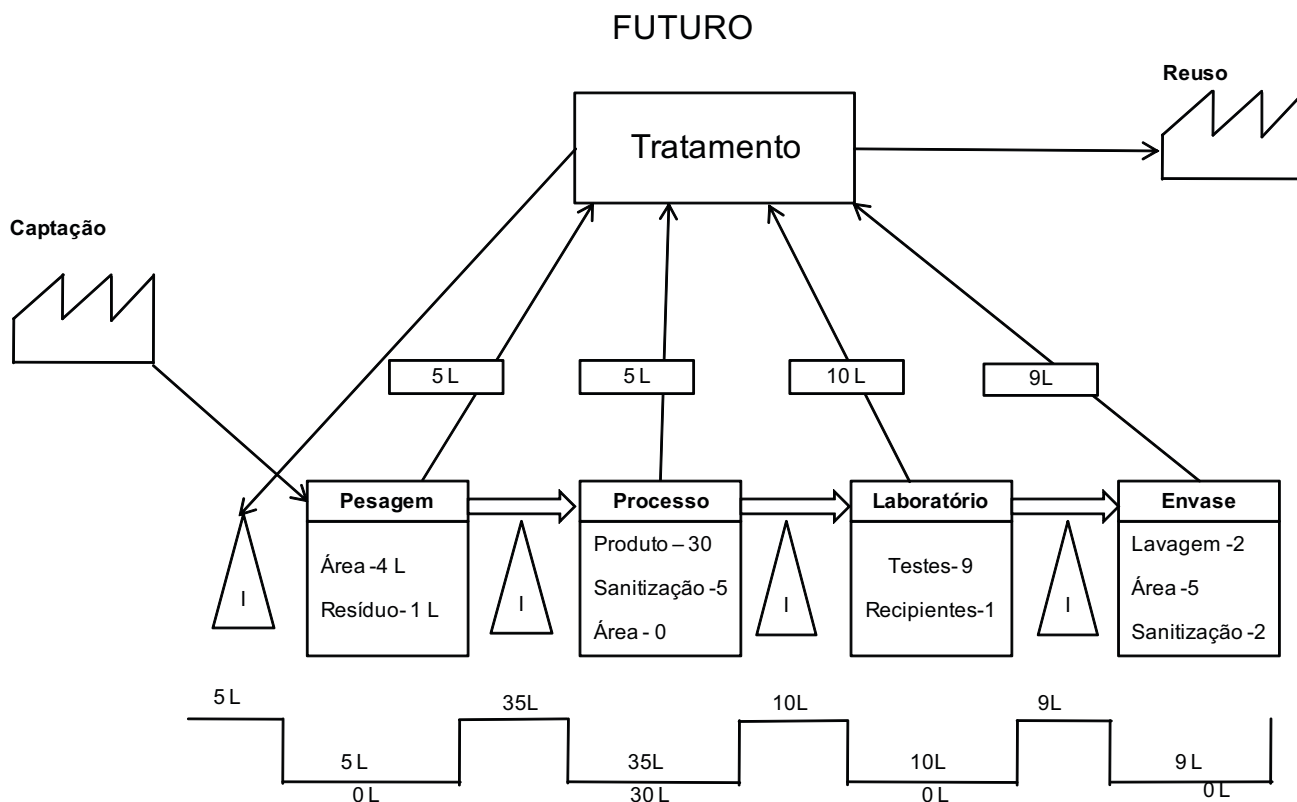 FUTURO
Reuso
Tratamento
Captação
5 L
5 L
10 L
9L
Pesagem
Processo
Laboratório
Envase
Área -4 L
Resíduo- 1 L
Produto – 30
Sanitização -5
Área - 0
Testes- 9
Recipientes-1
Lavagem -2
Área -5
Sanitização -2
I
I
I
I
5 L
35L
10L
9L
5 L
35L
10L
9 L
0 L
30 L
0 L
0 L